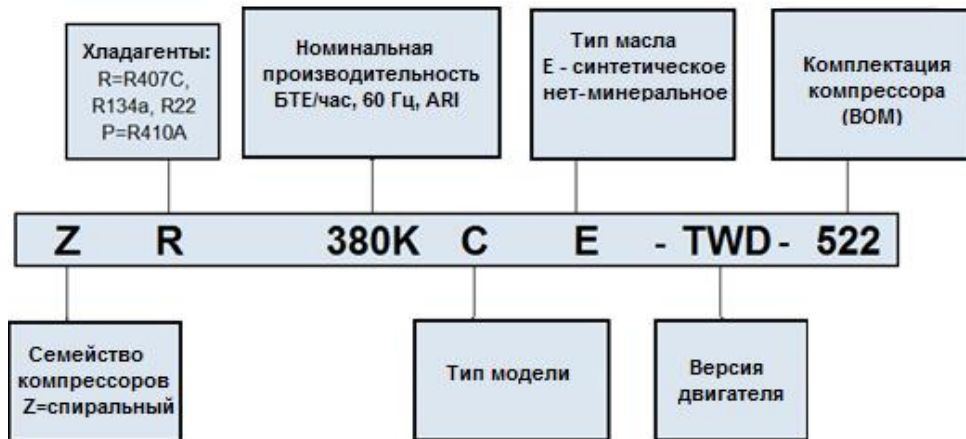 Хладагенты:
R=R407C,
R134a, R22
P=R410A
Номинальная
производительность
БТЕ/час, 60 Гц, ARI
Тип масла
Е - синтетическое
нет-минеральное
Комплектация
компрессора
(BOM)
Z R 380K C E - TWD - 522
Семейство
компрессоров
Z=спиральный
Тип модели
Версия
двигателя